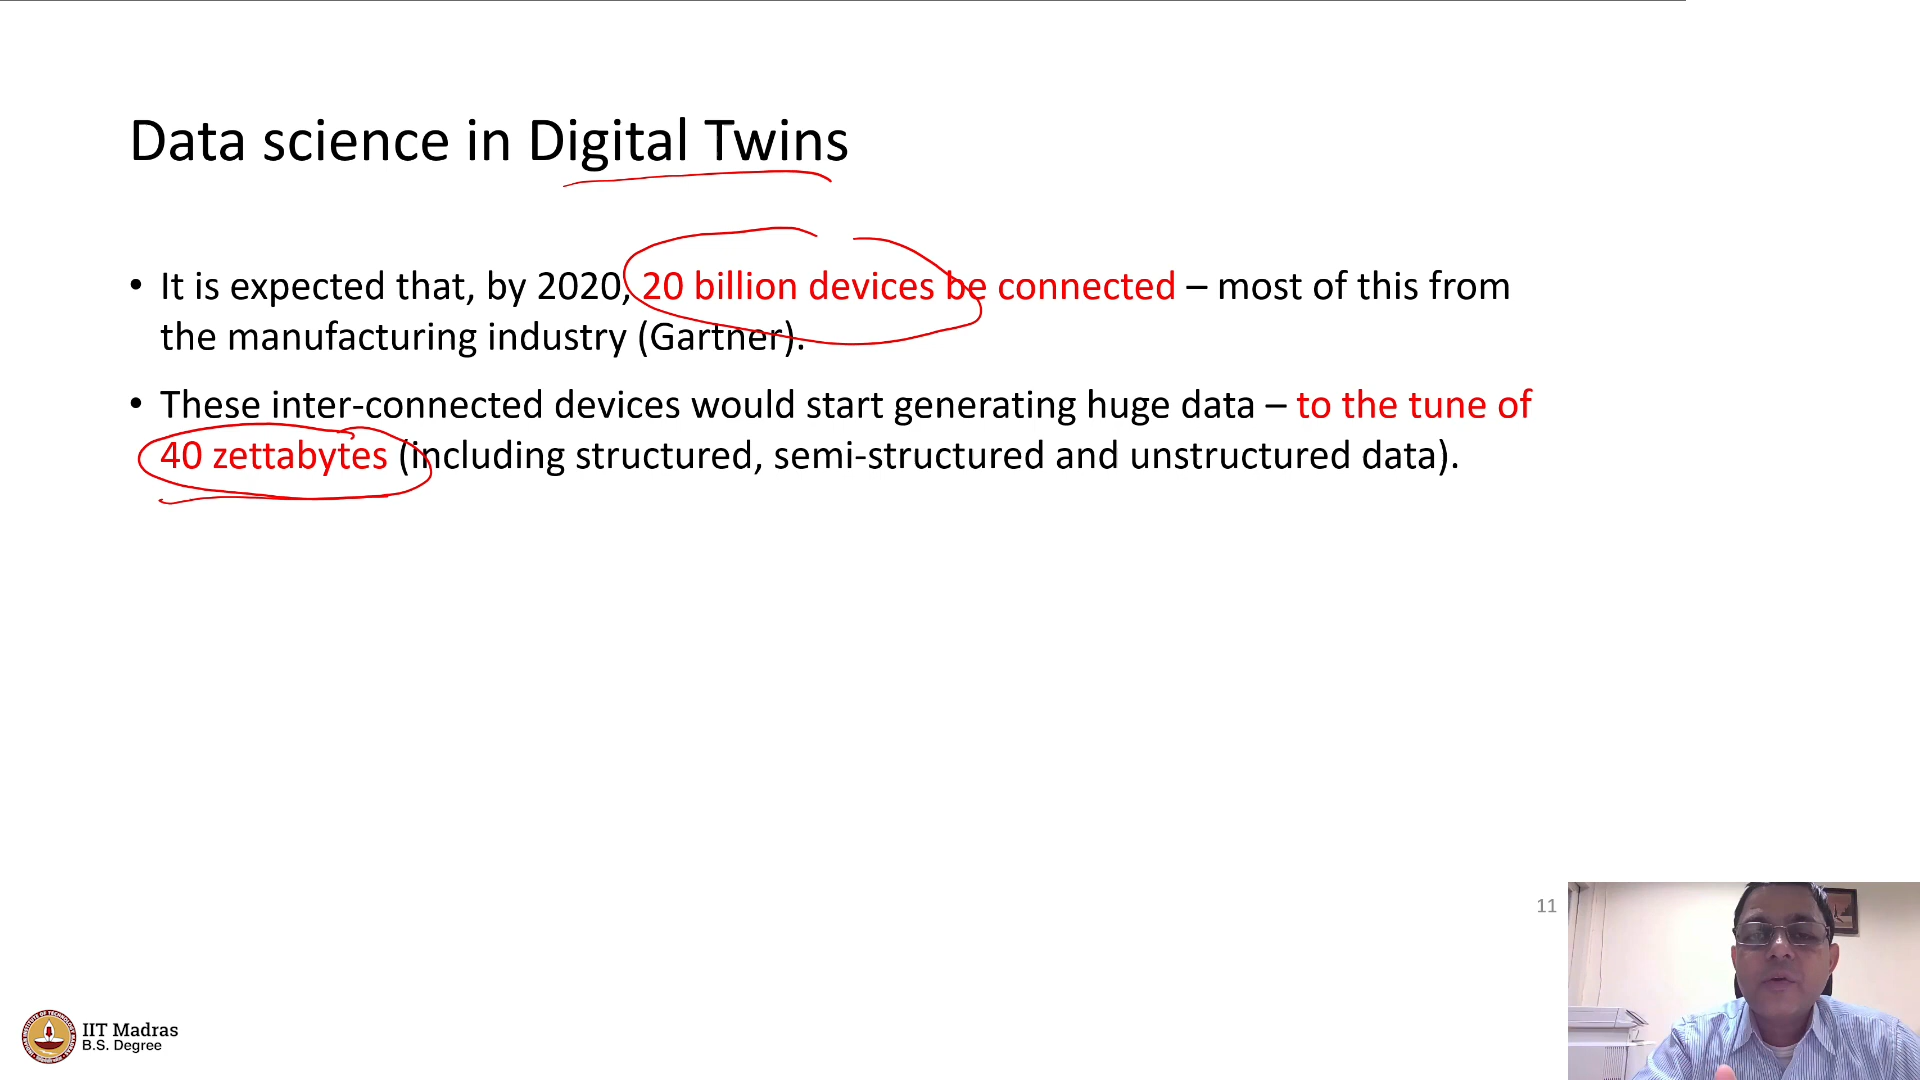 Data science in Digital Twins
• It is expected that, by 2020, 20 billion devices be connected – most of this from
the manufacturing industry (Gartner).
• These inter-connected devices would start generating huge data – to the tune of
40 zettabytes (including structured, semi-structured and unstructured data).
11
IIT Madras
B.S. Degree